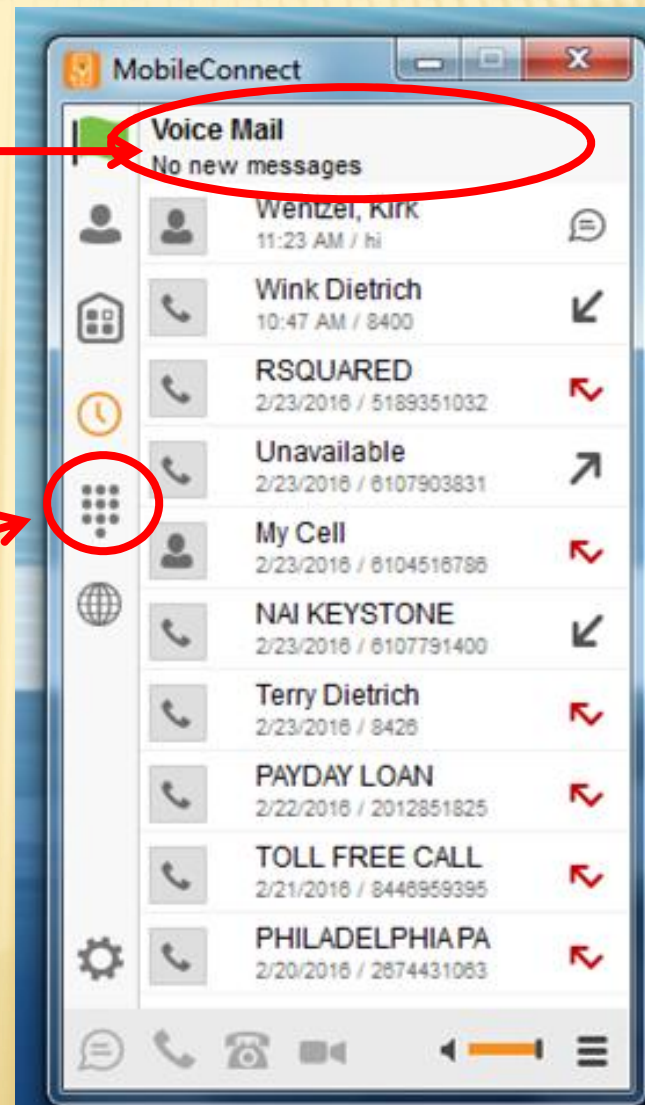 MobileConnect
Voice Mail
No new messages
Wentzel, Kirk
11:23 AM / hi
Wink Dietrich
10:47 AM / 8400
RSQUARED
2/23/2016 / 5189351032
Unavailable
2/23/2016 / 6107903831
My Cell
2/23/2016 / 6104516786
NAI KEYSTONE
2/23/2016 / 6107791400
Terry Dietrich
2/23/2016 / 8426
PAYDAY LOAN
2/22/2016 / 2012851825
TOLL FREE CALL
2/21/2016 / 8446959395
PHILADELPHIA PA
2/20/2016 / 2674431063